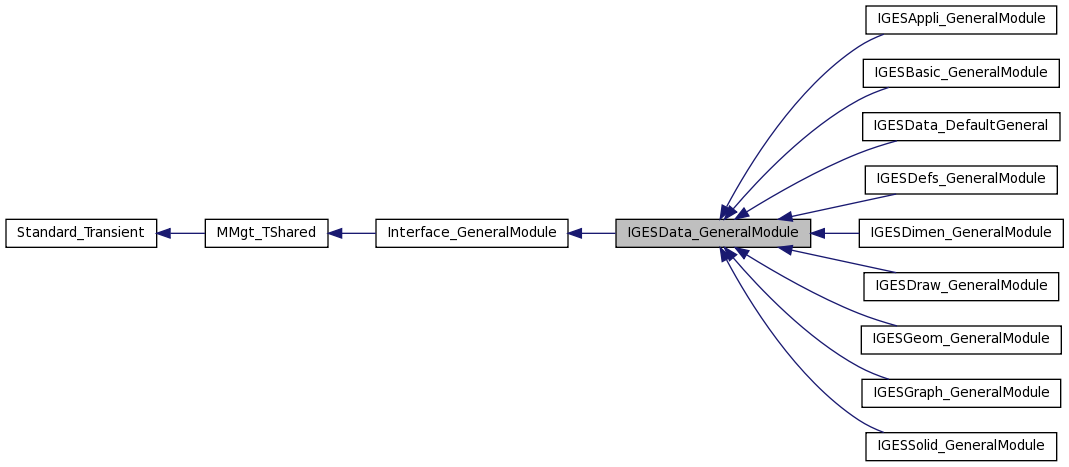 IGESAppli_GeneralModule
IGESBasic_GeneralModule
IGESData_DefaultGeneral
IGESDefs_GeneralModule
Standard_Transient
MMgt_TShared
Interface_GeneralModule
IGESData_GeneralModule
IGESDimen_GeneralModule
IGESDraw_GeneralModule
IGESGeom_GeneralModule
IGESGraph_GeneralModule
IGESSolid_GeneralModule